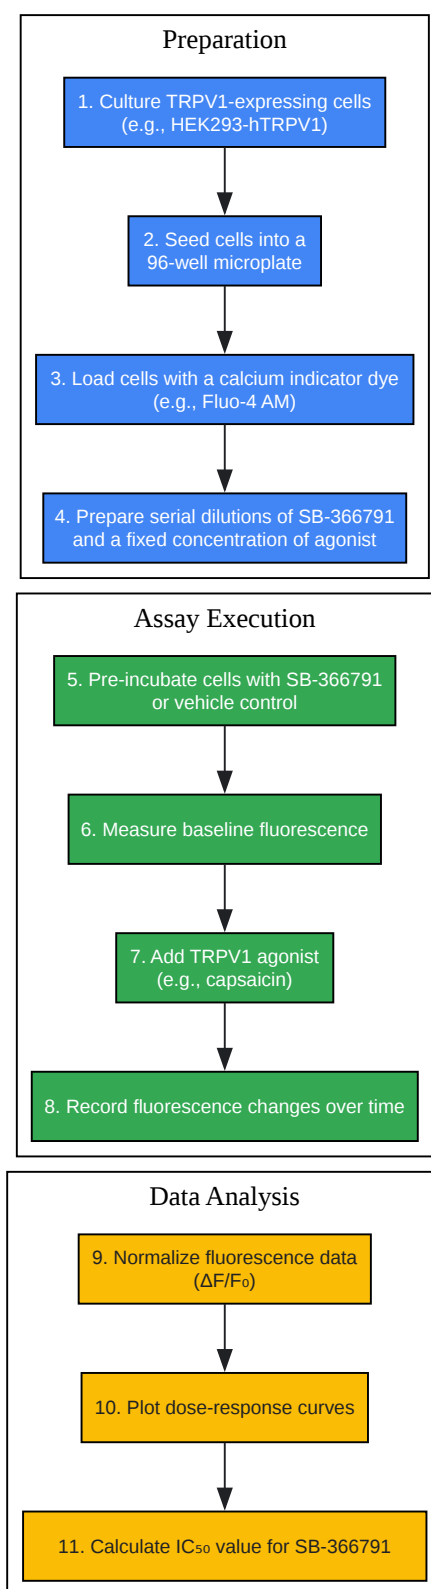 Preparation
1. Culture TRPV1-expressing cells
(e.g., HEK293-hTRPV1)
2. Seed cells into a
96-well microplate
3. Load cells with a calcium indicator dye
(e.g., Fluo-4 AM)
4. Prepare serial dilutions of SB-366791
and a fixed concentration of agonist
Assay Execution
5. Pre-incubate cells with SB-366791
or vehicle control
6. Measure baseline fluorescence
7. Add TRPV1 agonist
(e.g., capsaicin)
8. Record fluorescence changes over time
Data Analysis
9. Normalize fluorescence data
(ΔF/F₀)
10. Plot dose-response curves
11. Calculate IC₅₀ value for SB-366791